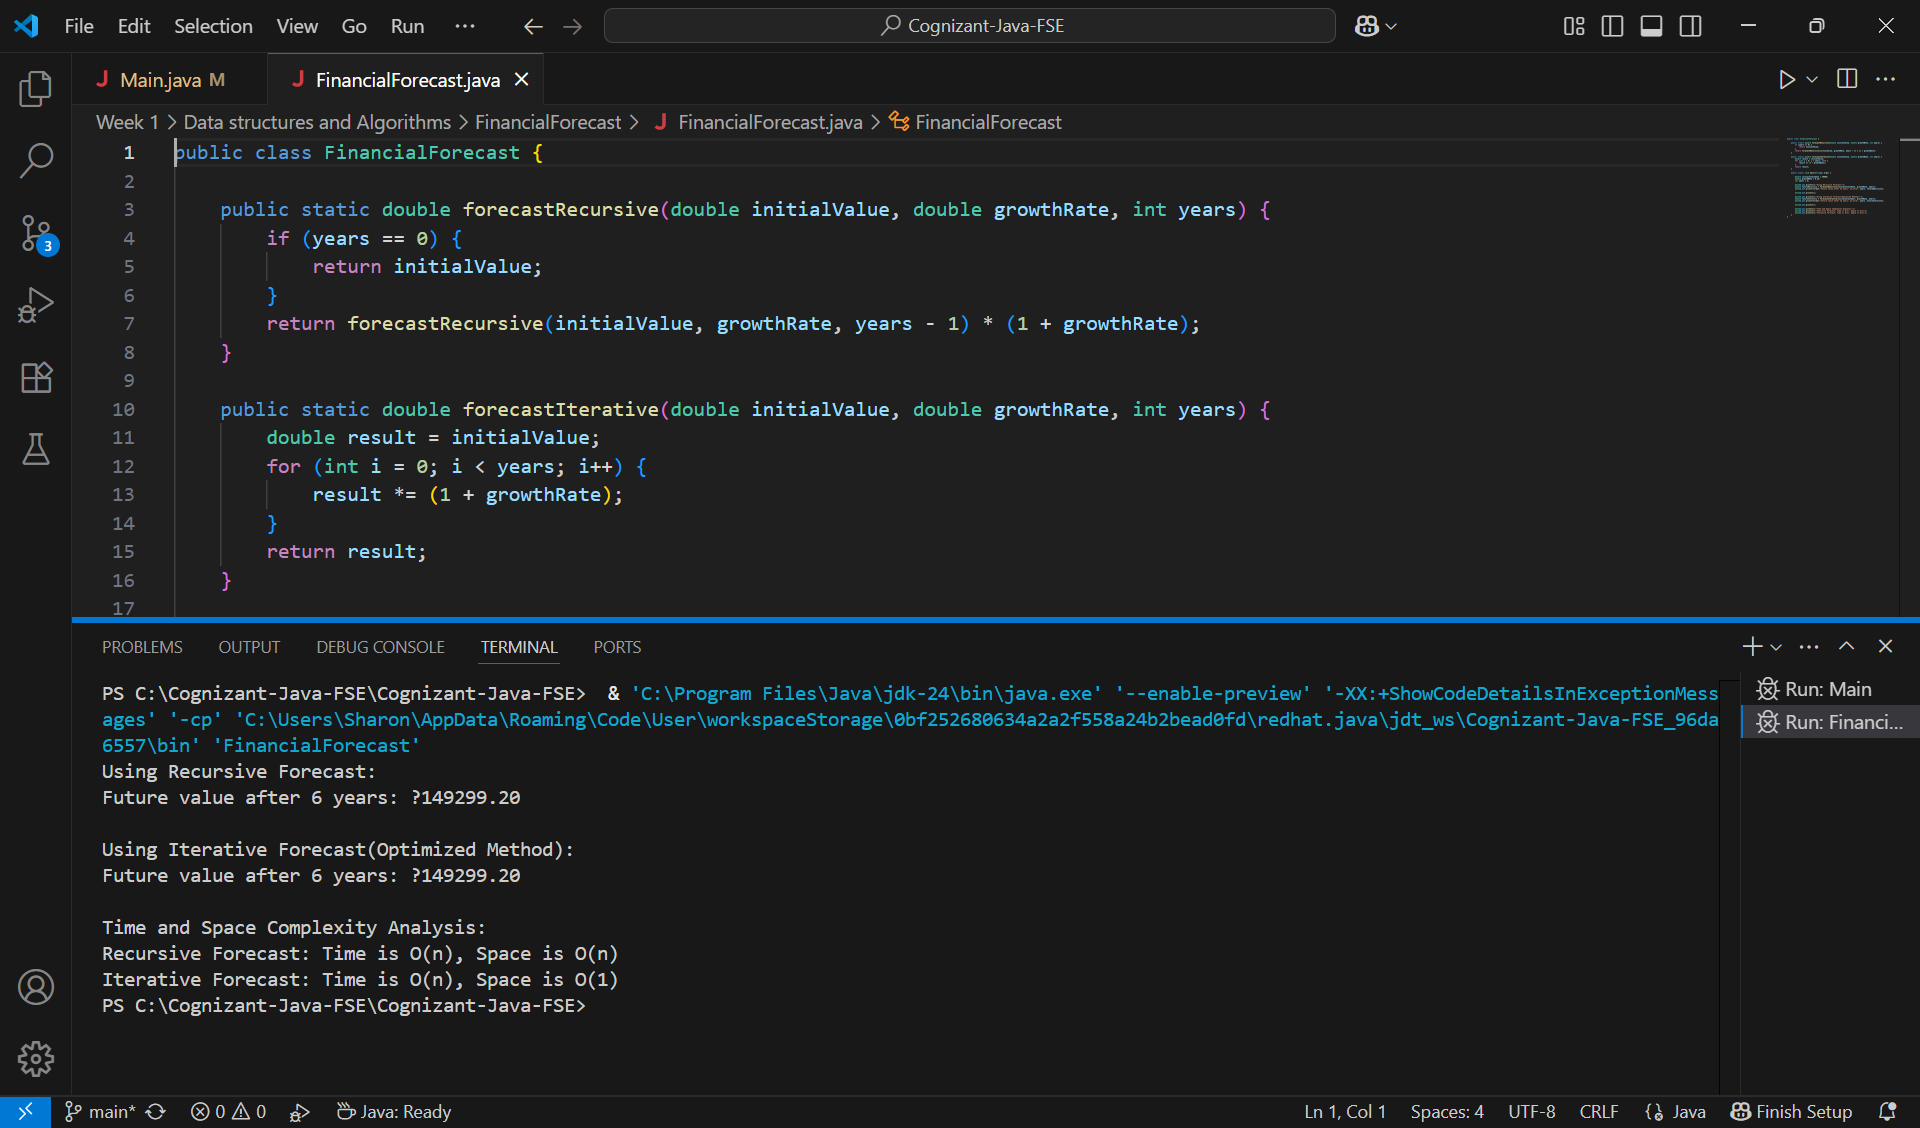 File Edit Selection View Go Run ··· Cognizant-Java-FSE
Main.java M FinancialForecast.java
Week 1 > Data structures and Algorithms > FinancialForecast > FinancialForecast.java > FinancialForecast
1 public class FinancialForecast {
2
3 public static double forecastRecursive(double initialValue, double growthRate, int years) {
4 if (years == 0) {
5 return initialValue;
6 }
7 return forecastRecursive(initialValue, growthRate, years - 1) * (1 + growthRate);
8 }
9
10 public static double forecastIterative(double initialValue, double growthRate, int years) {
11 double result = initialValue;
12 for (int i = 0; i < years; i++) {
13 result *= (1 + growthRate);
14 }
15 return result;
16 }
17
3
PROBLEMS OUTPUT DEBUG CONSOLE TERMINAL PORTS
PS C:\Cognizant-Java-FSE\Cognizant-Java-FSE> & 'C:\Program Files\Java\jdk-24\bin\java.exe' '--enable-preview' '-XX:+ShowCodeDetailsInExceptionMess
ages' '-cp' 'C:\Users\Sharon\AppData\Roaming\Code\User\workspaceStorage\0bf252680634a2a2f558a24b2bead0fd\redhat.java\jdt_ws\Cognizant-Java-FSE_96da
6557\bin' 'FinancialForecast'
Using Recursive Forecast:
Future value after 6 years: ?149299.20
Using Iterative Forecast(Optimized Method):
Future value after 6 years: ?149299.20
Time and Space Complexity Analysis:
Recursive Forecast: Time is O(n), Space is O(n)
Iterative Forecast: Time is O(n), Space is O(1)
PS C:\Cognizant-Java-FSE\Cognizant-Java-FSE>
Run: Main
Run: Financi...
main* 0 0 Java: Ready Ln 1, Col 1 Spaces: 4 UTF-8 CRLF Java Finish Setup